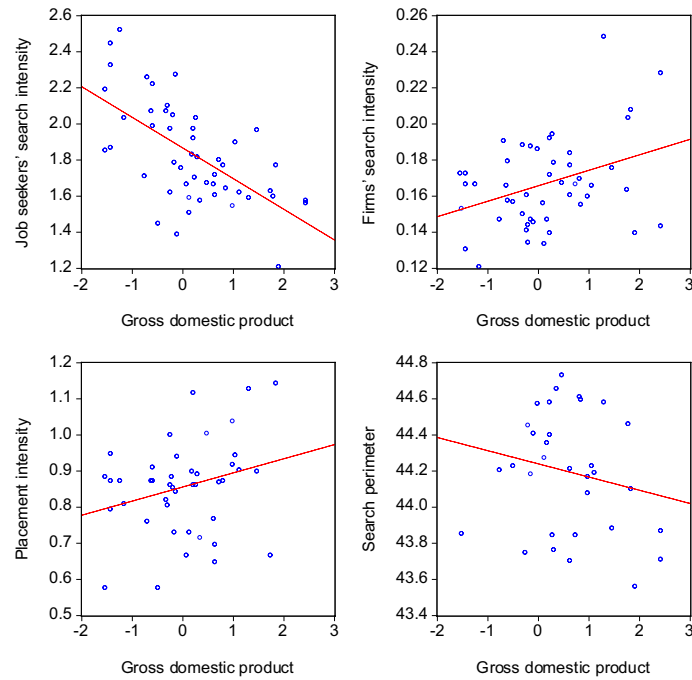 Job seekers' search intensity
2.6
2.4
2.2
2.0
1.8
1.6
1.4
1.2
-2 -1 0 1 2 3
Gross domestic product
Firms' search intensity
0.26
0.24
0.22
0.20
0.18
0.16
0.14
0.12
-2 -1 0 1 2 3
Gross domestic product
Placement intensity
1.2
1.1
1.0
0.9
0.8
0.7
0.6
0.5
-2 -1 0 1 2 3
Gross domestic product
Search perimeter
44.8
44.6
44.4
44.2
44.0
43.8
43.6
43.4
-2 -1 0 1 2 3
Gross domestic product